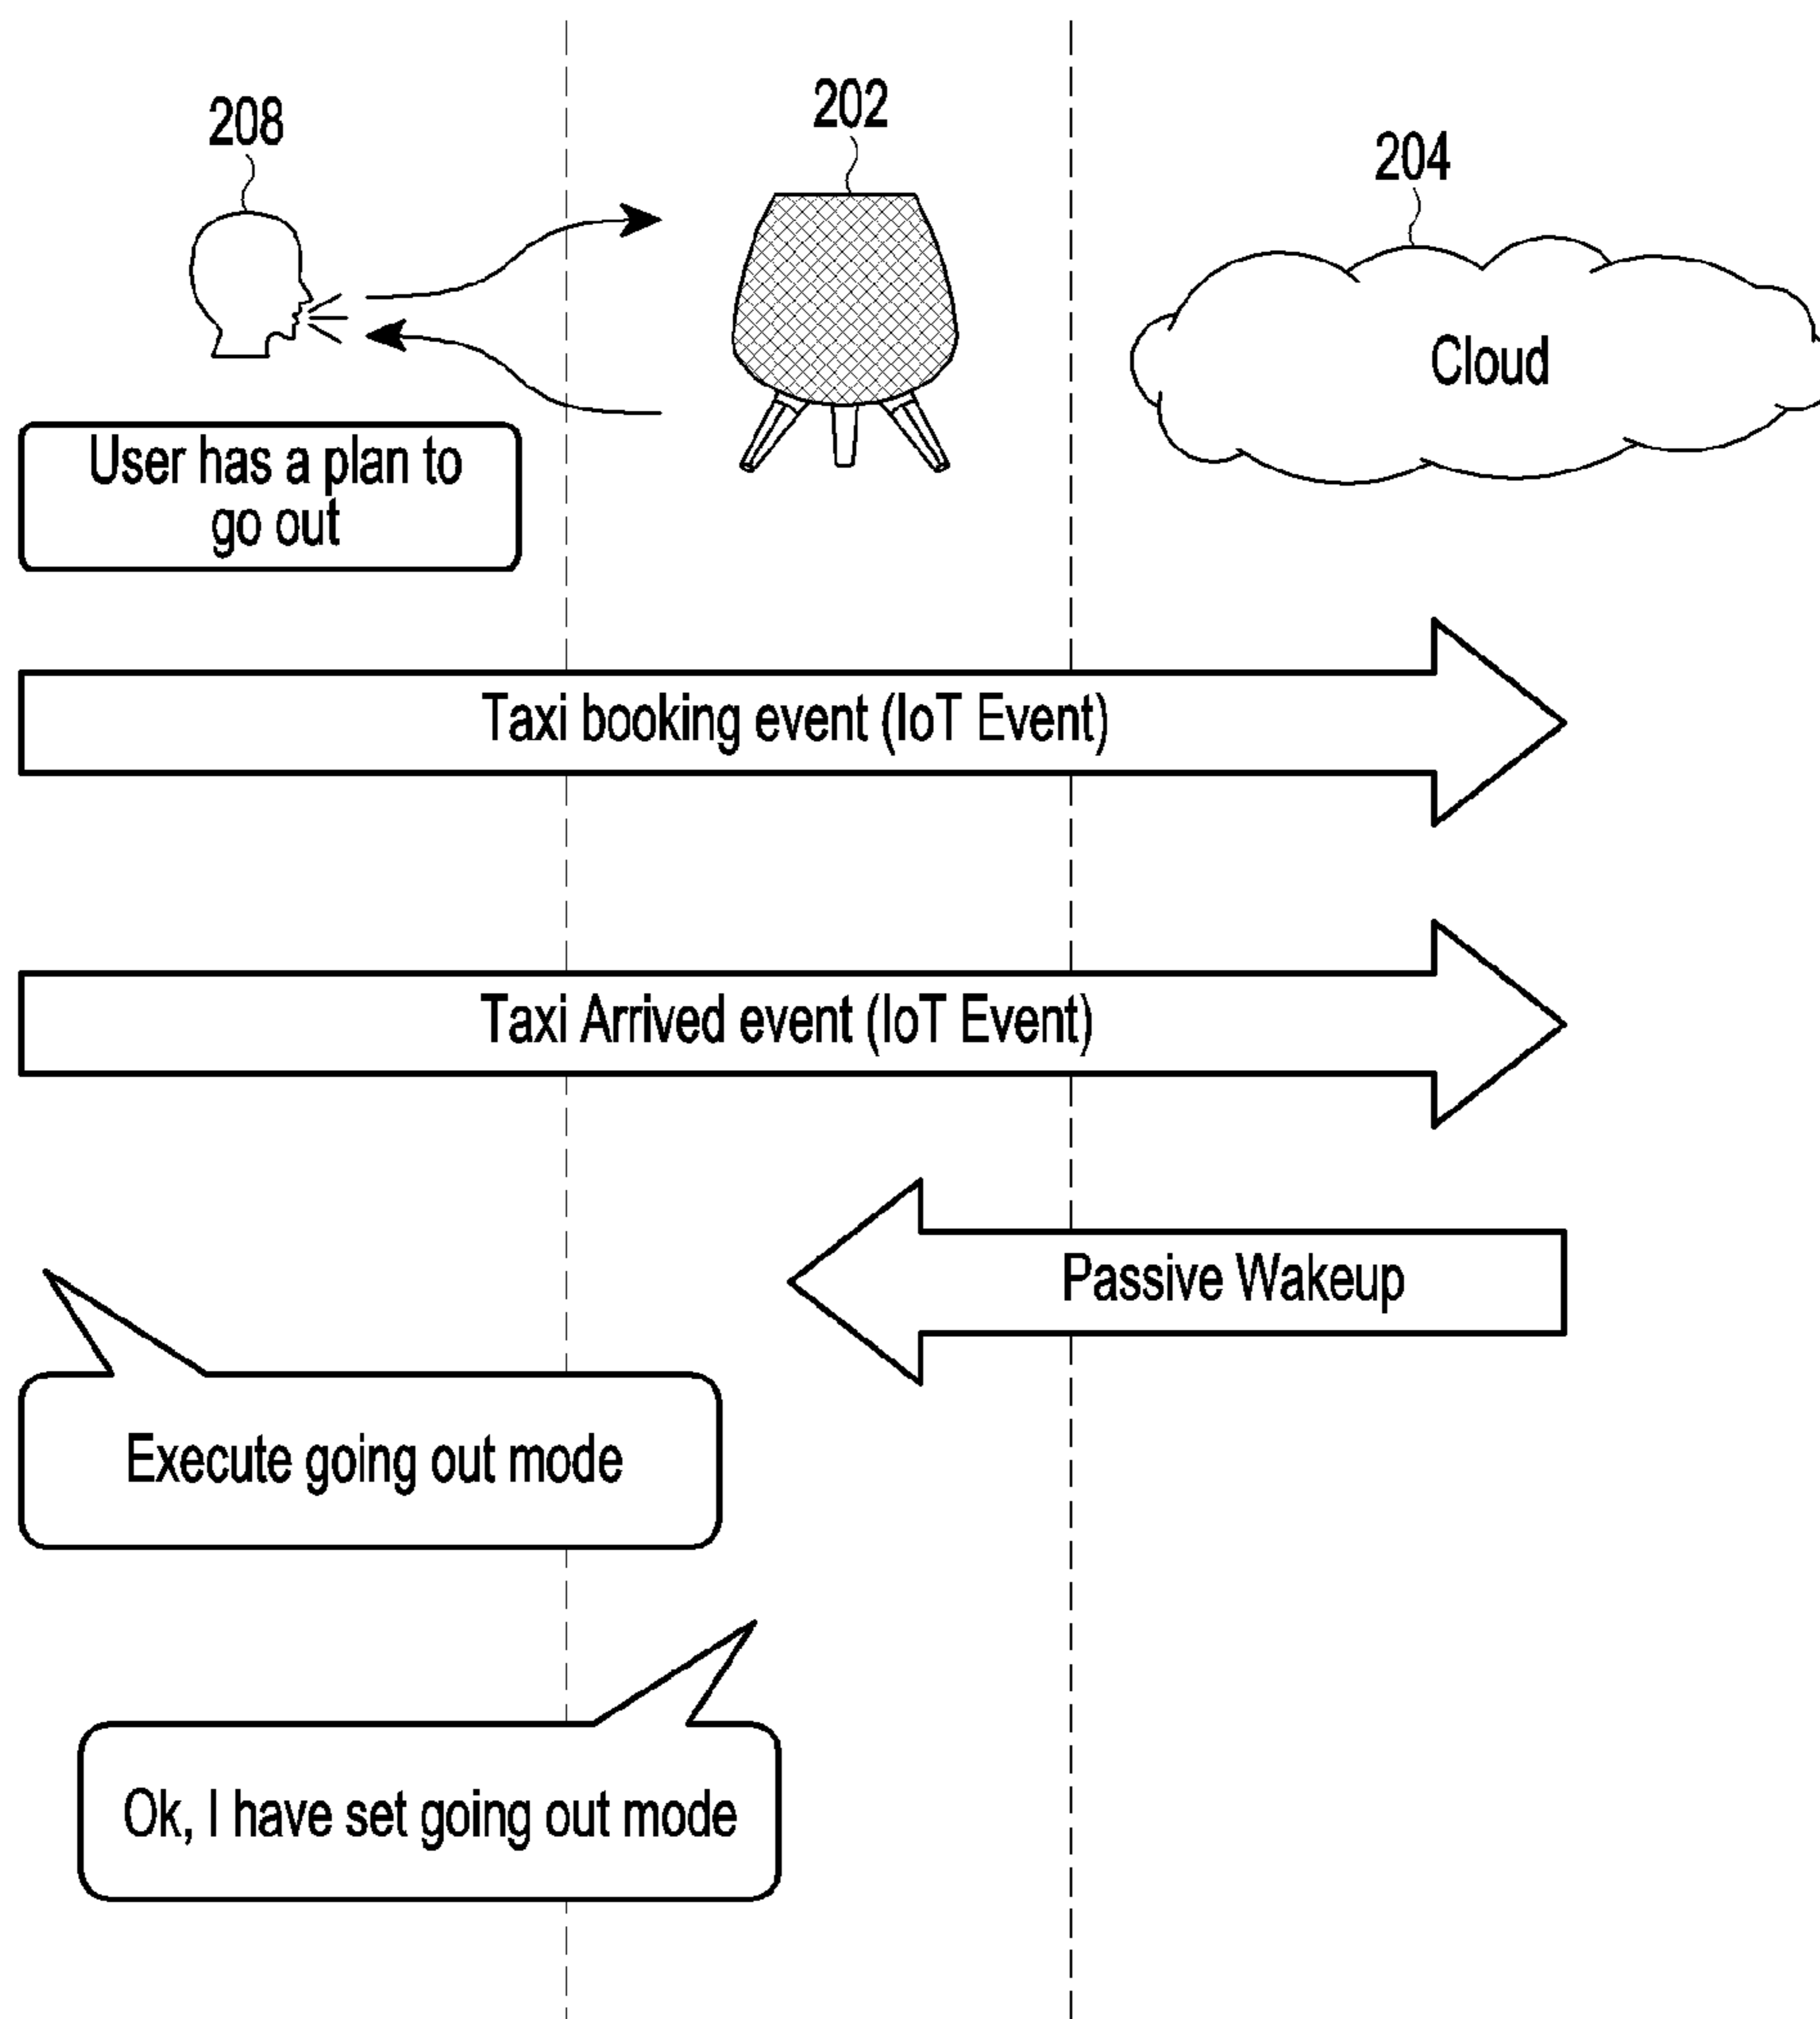 208
202
204
Cloud
User has a plan to
go out
Taxi booking event (IoT Event)
Taxi Arrived event (IoT Event)
Passive Wakeup
Execute going out mode
Ok, I have set going out mode